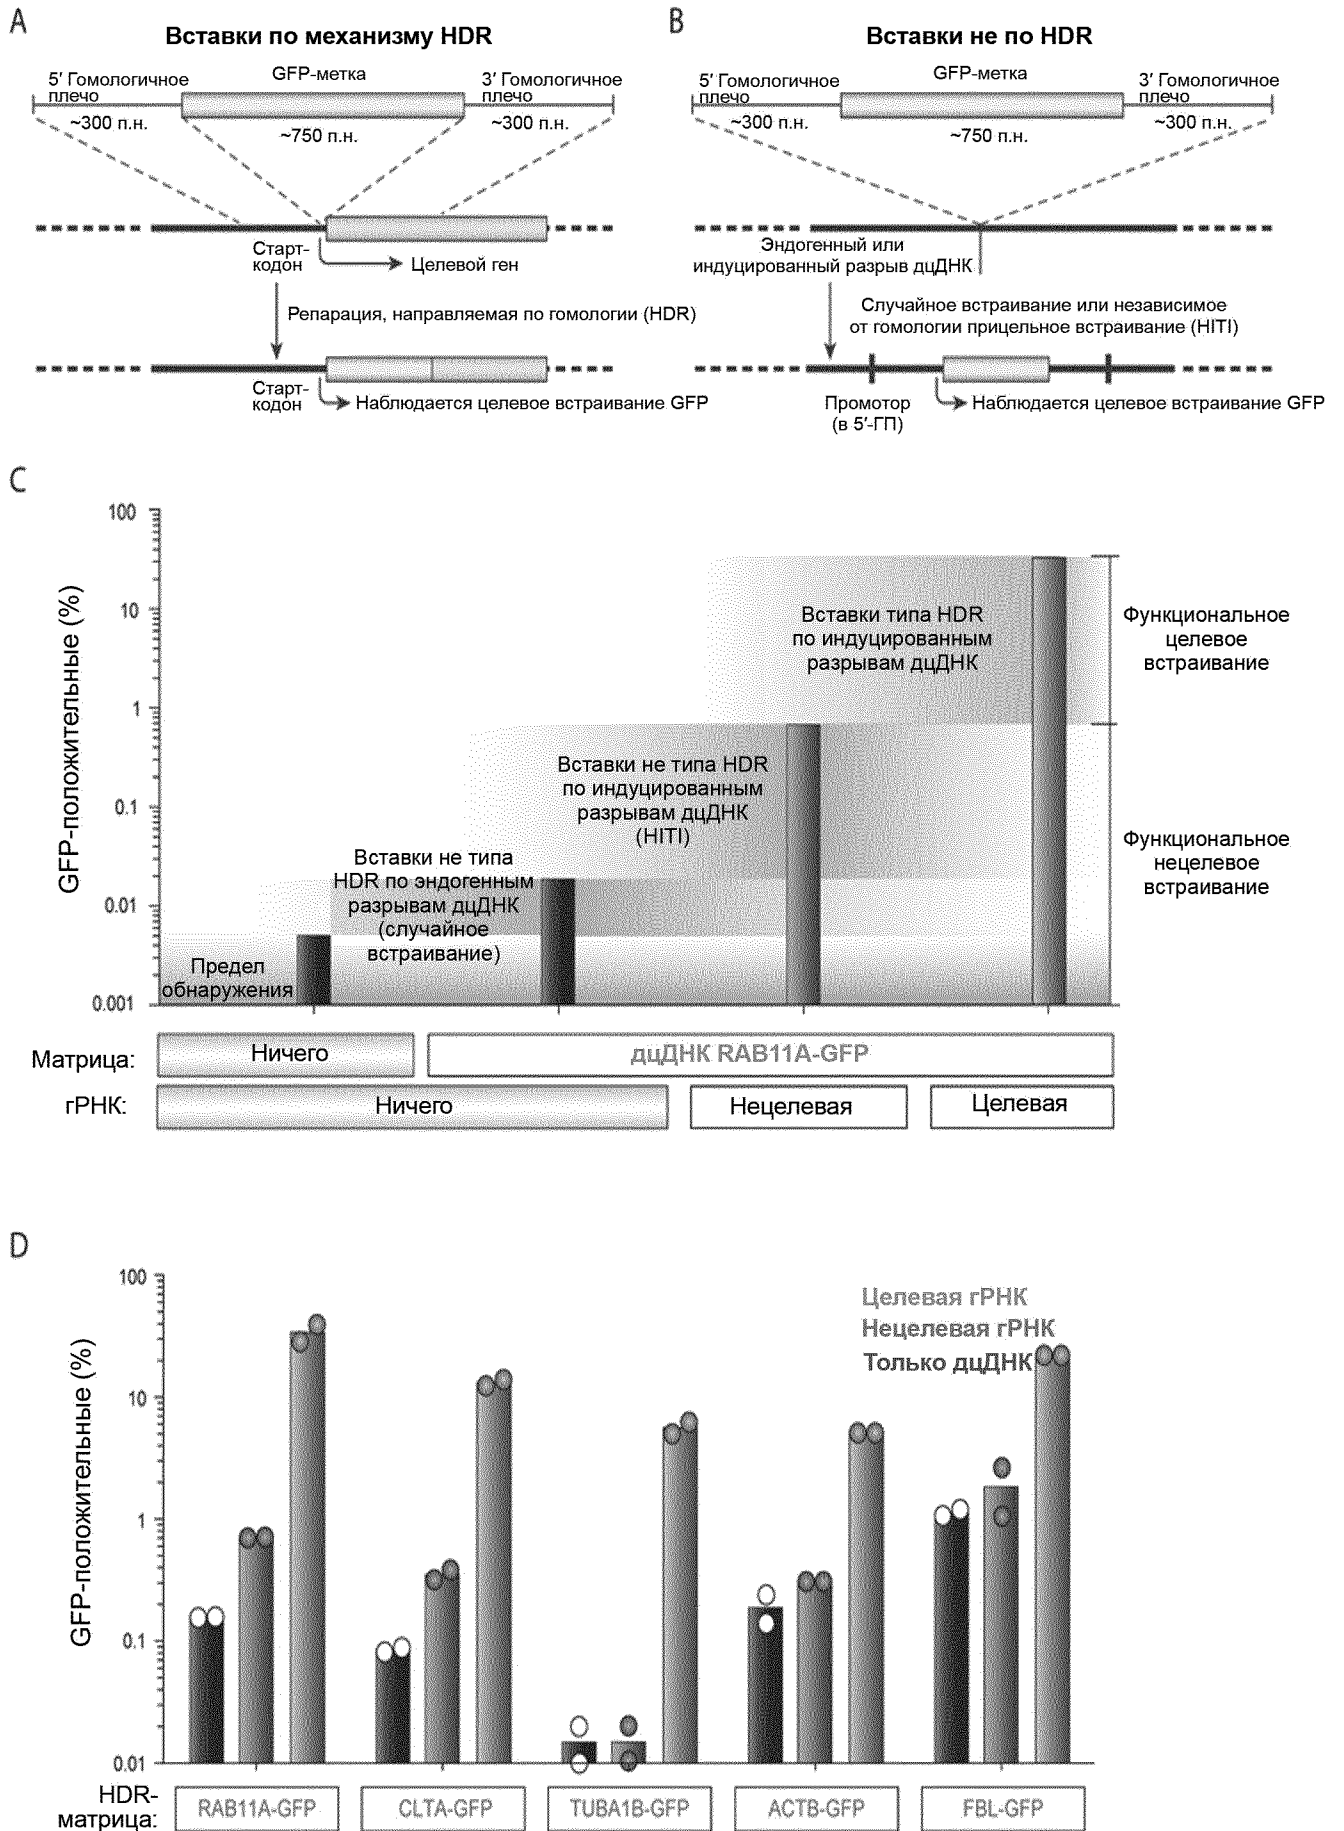 A
Вставки по механизму HDR
5′ Гомологичное
плечо
GFP-метка
3′ Гомологичное
плечо
~300 п.н.
~750 п.н.
~300 п.н.
Старт-
кодон
Целевой ген
Репарация, направляемая по гомологии (HDR)
Старт-
кодон
Наблюдается целевое встраивание GFP
B
Вставки не по HDR
5′ Гомологичное
плечо
GFP-метка
3′ Гомологичное
плечо
~300 п.н.
~750 п.н.
~300 п.н.
Эндогенный или
индуцированный разрыв дцДНК
Случайное встраивание или независимое
от гомологии прицельное встраивание (HITI)
Промотор
(в 5′-ГП)
Наблюдается целевое встраивание GFP
C
GFP-положительные (%)
100
10
1
0.1
0.01
0.001
Предел
обнаружения
Вставки не типа
HDR по эндогенным
разрывам дцДНК
(случайное
встраивание)
Вставки не типа HDR
по индуцированным
разрывам дцДНК
(HITI)
Вставки типа HDR
по индуцированным
разрывам дцДНК
Функциональное
целевое
встраивание
Функциональное
нецелевое
встраивание
Матрица:
Ничего
дцДНК RAB11A-GFP
гРНК:
Ничего
Нецелевая
Целевая
D
GFP-положительные (%)
100
10
1
0.1
0.01
Целевая гРНК
Нецелевая гРНК
Только дцДНК
HDR-
матрица:
RAB11A-GFP
CLTA-GFP
TUBA1B-GFP
ACTB-GFP
FBL-GFP